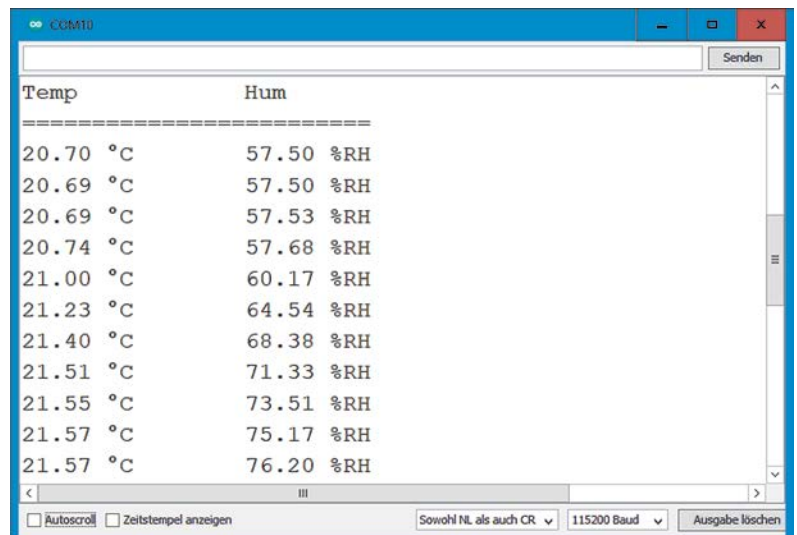 COM10
Senden
Temp Hum
=========================
20.70 °C 57.50 %RH
20.69 °C 57.50 %RH
20.69 °C 57.53 %RH
20.74 °C 57.68 %RH
21.00 °C 60.17 %RH
21.23 °C 64.54 %RH
21.40 °C 68.38 %RH
21.51 °C 71.33 %RH
21.55 °C 73.51 %RH
21.57 °C 75.17 %RH
21.57 °C 76.20 %RH
Autoscroll Zeitstempel anzeigen Sowohl NL als auch CR 115200 Baud Ausgabe löschen